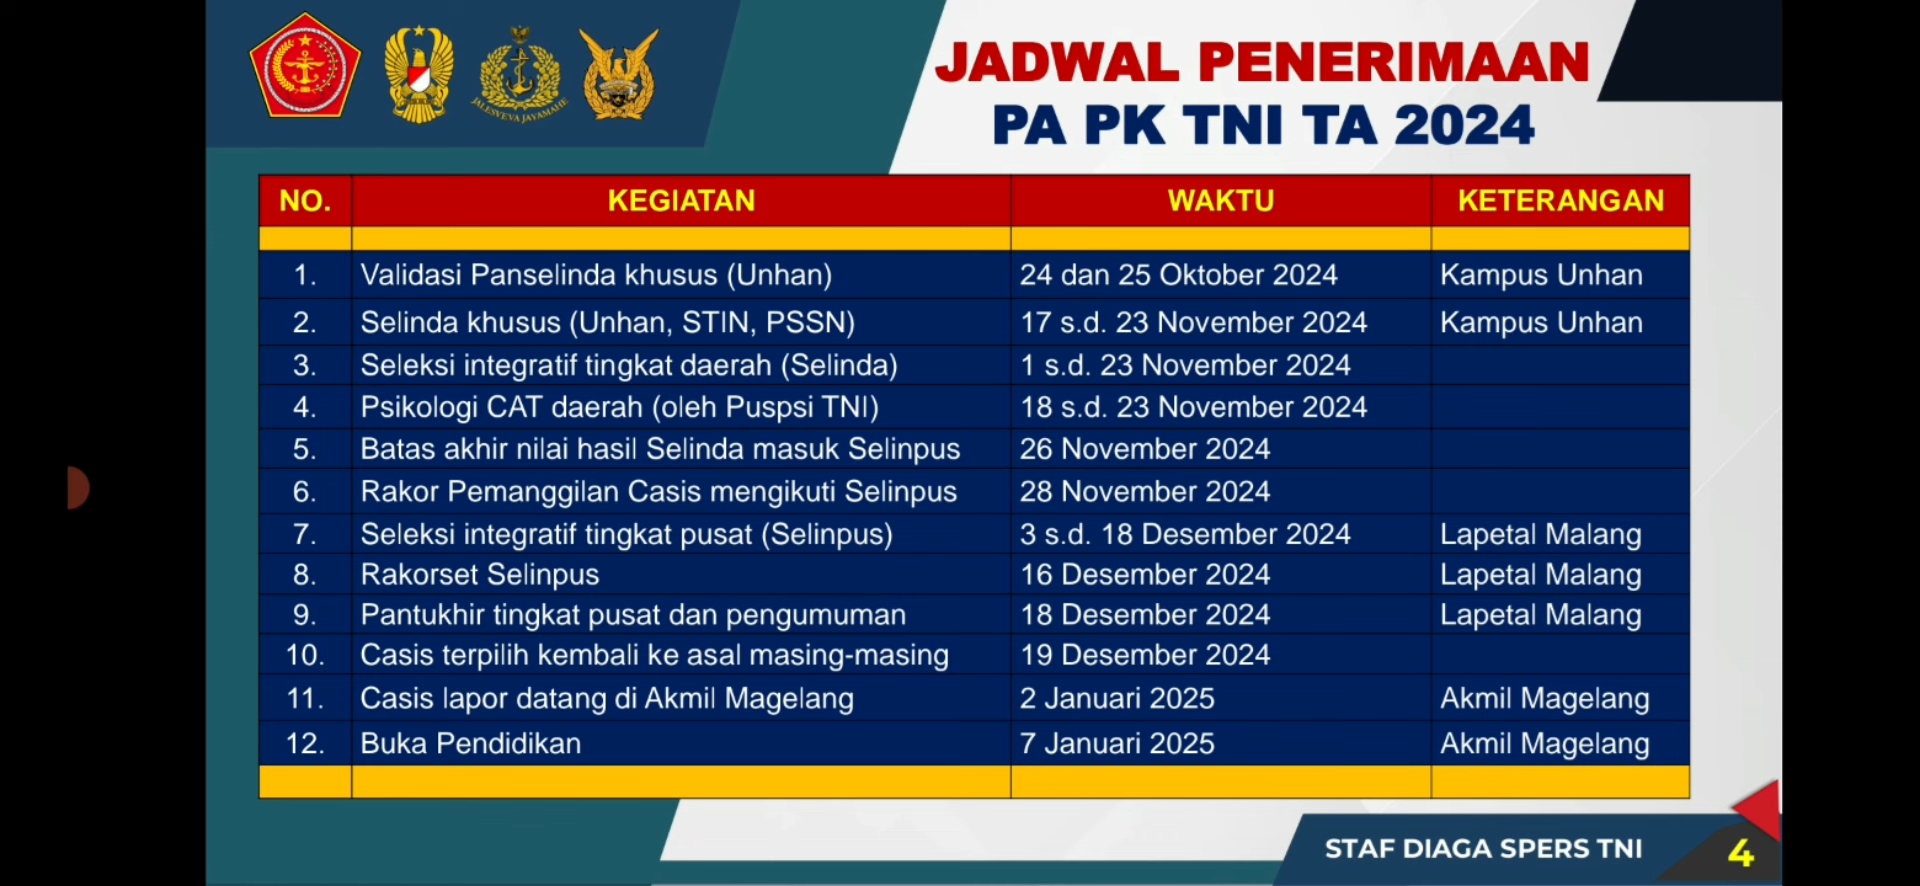 JALESVEVA JAYAMAHE
JADWAL PENERIMAAN
PA PK TNI TA 2024
NO. KEGIATAN WAKTU KETERANGAN
1. Validasi Panselinda khusus (Unhan) 24 dan 25 Oktober 2024 Kampus Unhan
2. Selinda khusus (Unhan, STIN, PSSN) 17 s.d. 23 November 2024 Kampus Unhan
3. Seleksi integratif tingkat daerah (Selinda) 1 s.d. 23 November 2024
4. Psikologi CAT daerah (oleh Puspsi TNI) 18 s.d. 23 November 2024
5. Batas akhir nilai hasil Selinda masuk Selinpus 26 November 2024
6. Rakor Pemanggilan Casis mengikuti Selinpus 28 November 2024
7. Seleksi integratif tingkat pusat (Selinpus) 3 s.d. 18 Desember 2024 Lapetal Malang
8. Rakorset Selinpus 16 Desember 2024 Lapetal Malang
9. Pantukhir tingkat pusat dan pengumuman 18 Desember 2024 Lapetal Malang
10. Casis terpilih kembali ke asal masing-masing 19 Desember 2024
11. Casis lapor datang di Akmil Magelang 2 Januari 2025 Akmil Magelang
12. Buka Pendidikan 7 Januari 2025 Akmil Magelang
STAF DIAGA SPERS TNI 4